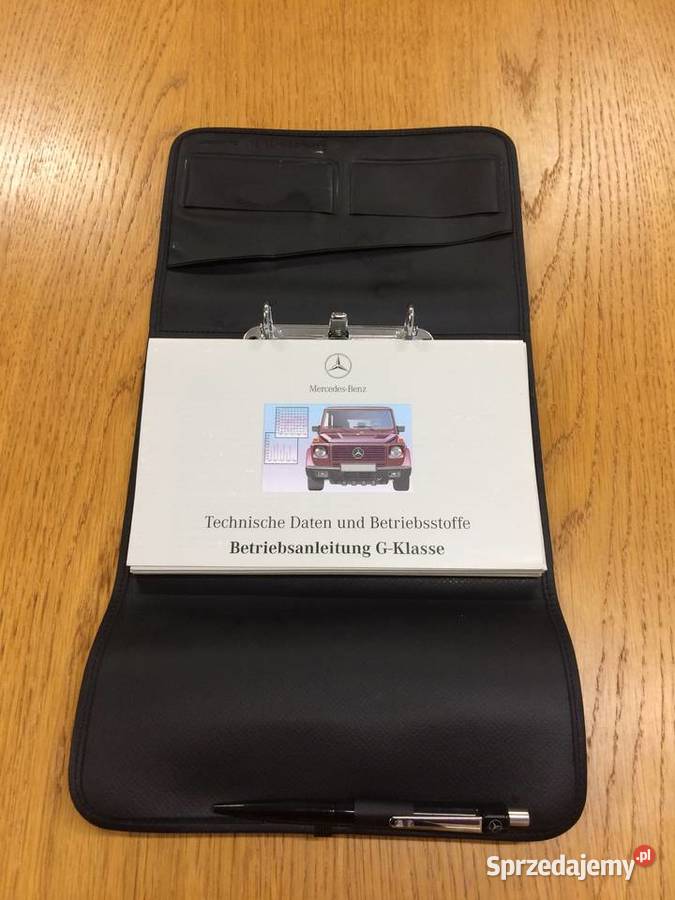 Mercedes-Benz
Technische Daten und Betriebsstoffe
Betriebsanleitung G-Klasse
Sprzedajemy.pl